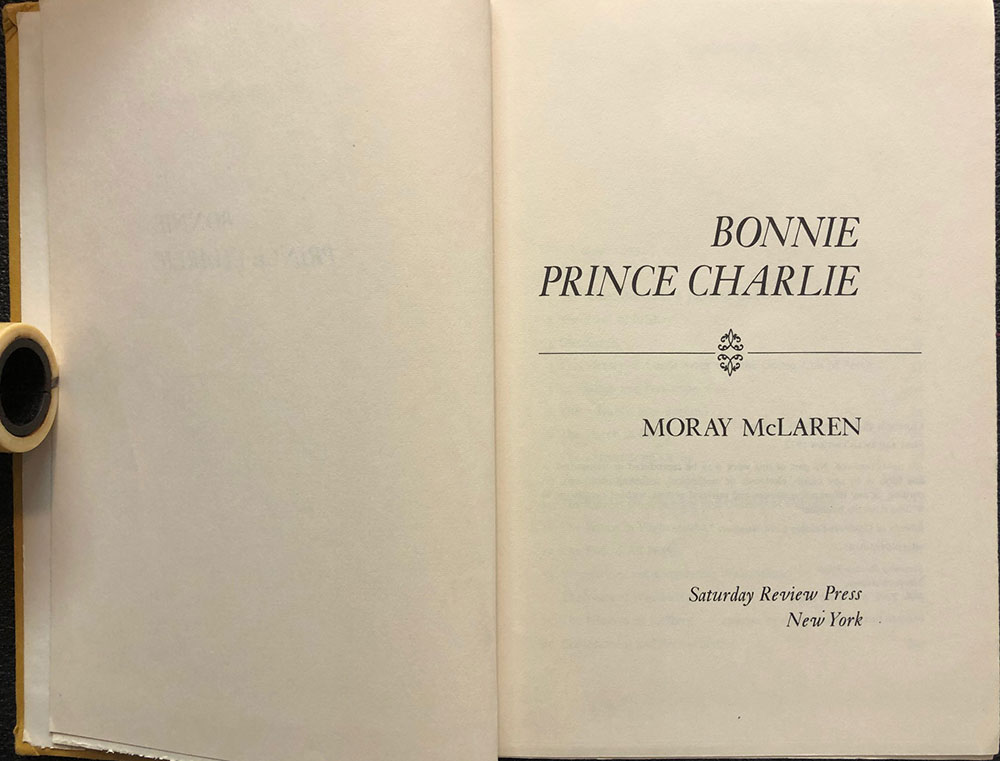 BONNIE
PRINCE CHARLIE
MORAY McLAREN
Saturday Review Press
New York